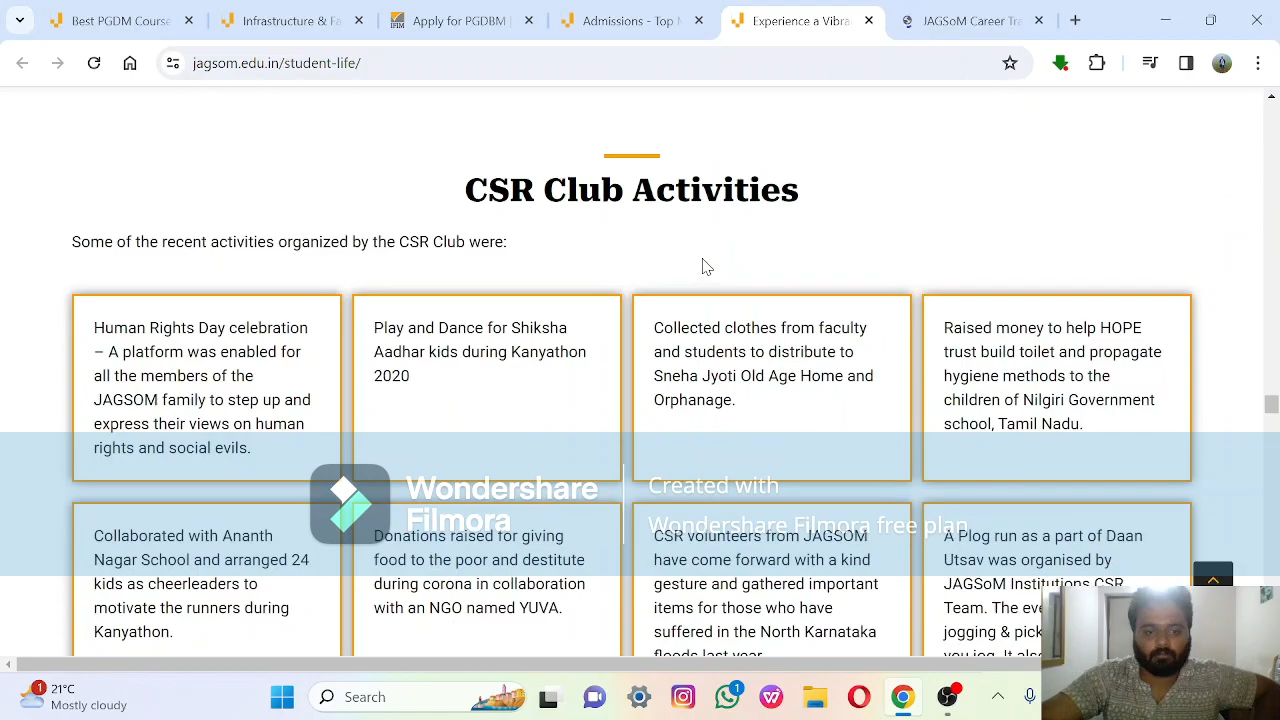 Best PGDM Course
Infrastructure & Fa
Apply for PGDBM |
Admissions - Top M
Experience a Vibra
JAGSoM Career Tra
jagsom.edu.in/student-life/
CSR Club Activities
Some of the recent activities organized by the CSR Club were:
Human Rights Day celebration
– A platform was enabled for
all the members of the
JAGSOM family to step up and
express their views on human
rights and social evils.
Play and Dance for Shiksha
Aadhar kids during Kanyathon
2020
Collected clothes from faculty
and students to distribute to
Sneha Jyoti Old Age Home and
Orphanage.
Raised money to help HOPE
trust build toilet and propagate
hygiene methods to the
children of Nilgiri Government
school, Tamil Nadu.
Wondershare
Filmora
Created with
Wondershare Filmora free plan
Collaborated with Ananth
Nagar School and arranged 24
kids as cheerleaders to
motivate the runners during
Kanyathon.
Donations raised for giving
food to the poor and destitute
during corona in collaboration
with an NGO named YUVA.
CSR volunteers from JAGSOM
have come forward with a kind
gesture and gathered important
items for those who have
suffered in the North Karnataka
floods last year.
A Plog run as a part of Daan
Utsav was organised by
JAGSoM Institutions CSR
Team. The eve
jogging & pick
you jog. It also
1
21°C
Mostly cloudy
Search
1